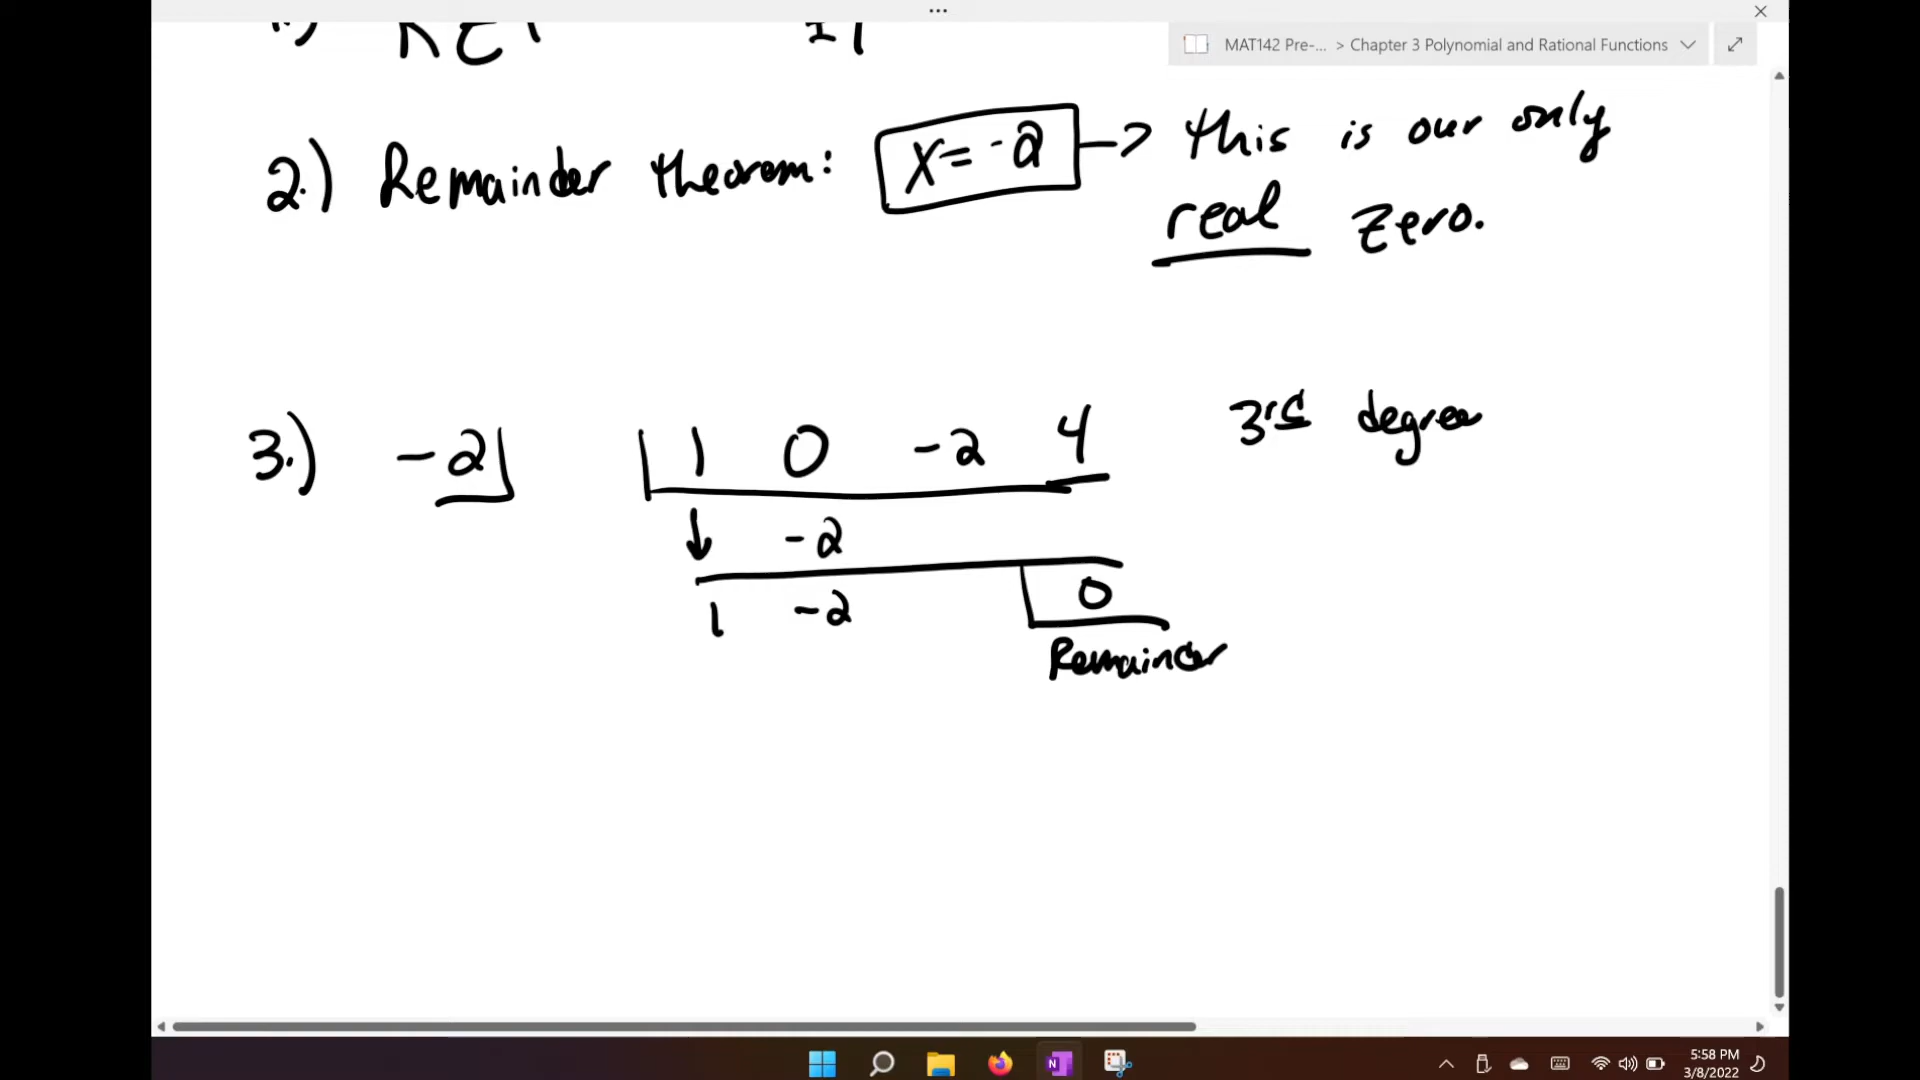 MAT142 Pre-... > Chapter 3 Polynomial and Rational Functions
2.) Remainder theorem: x = -2 → this is our only
real zero.
3.) -2 1 0 -2 4 3rd degree
↓ -2
1 -2 0
Remainder
5:58 PM
3/8/2022